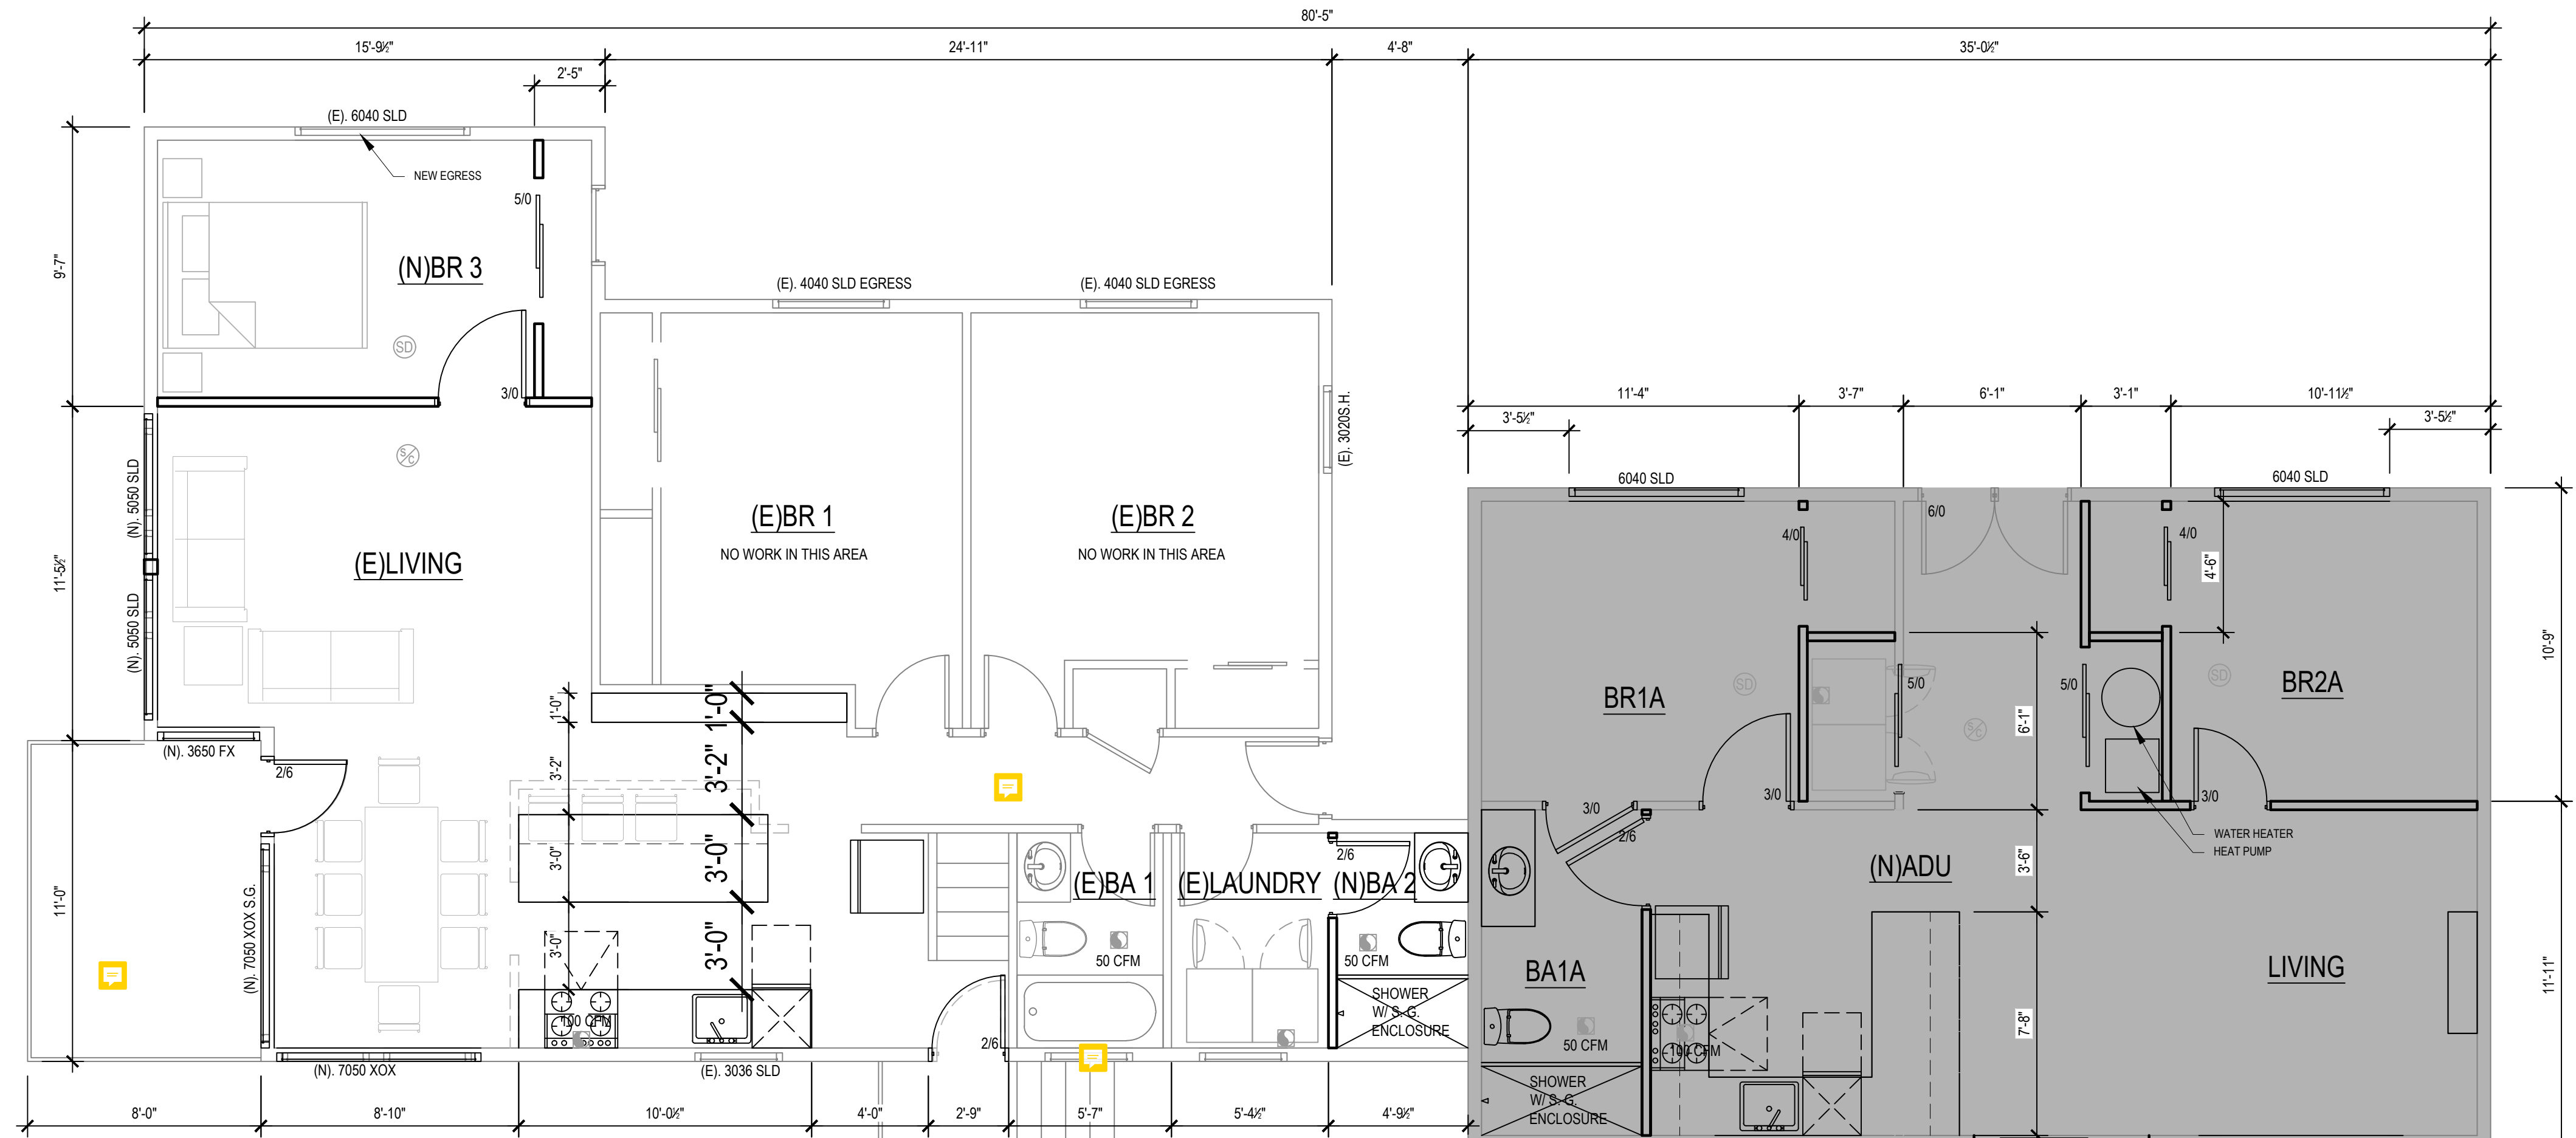 80'-5"
15'-9½"
24'-11"
4'-8"
35'-0½"
2'-5"
(E). 6040 SLD
NEW EGRESS
5/0
9'-7"
(N)BR 3
SD
3/0
(E). 4040 SLD EGRESS
(E). 4040 SLD EGRESS
(E). 3020S.H.
11'-4"
3'-7"
6'-1"
3'-1"
10'-11½"
3'-5½"
3'-5½"
6040 SLD
6040 SLD
(N). 5050 SLD
(N). 5050 SLD
11'-5½"
S/C
(E)LIVING
(E)BR 1
NO WORK IN THIS AREA
(E)BR 2
NO WORK IN THIS AREA
4/0
6/0
4/0
4'-6"
10'-9"
BR1A
SD
5/0
S/C
6'-1"
5/0
SD
BR2A
3/0
3/0
3/0
2/6
WATER HEATER
HEAT PUMP
(N). 3650 FX
2/6
1'-0"
1'-0"
3'-2"
3'-2"
3'-0"
3'-0"
3'-0"
3'-0"
11'-0"
(N). 7050 XOX S.G.
100 CFM
2/6
(E)BA 1
(E)LAUNDRY
(N)BA 2
2/6
50 CFM
50 CFM
SHOWER
W/ S. G.
ENCLOSURE
(N)ADU
3'-6"
BA1A
LIVING
11'-11"
7'-8"
50 CFM
100 CFM
SHOWER
W/ S. G.
ENCLOSURE
(N). 7050 XOX
(E). 3036 SLD
8'-0"
8'-10"
10'-0½"
4'-0"
2'-9"
5'-7"
5'-4½"
4'-9½"